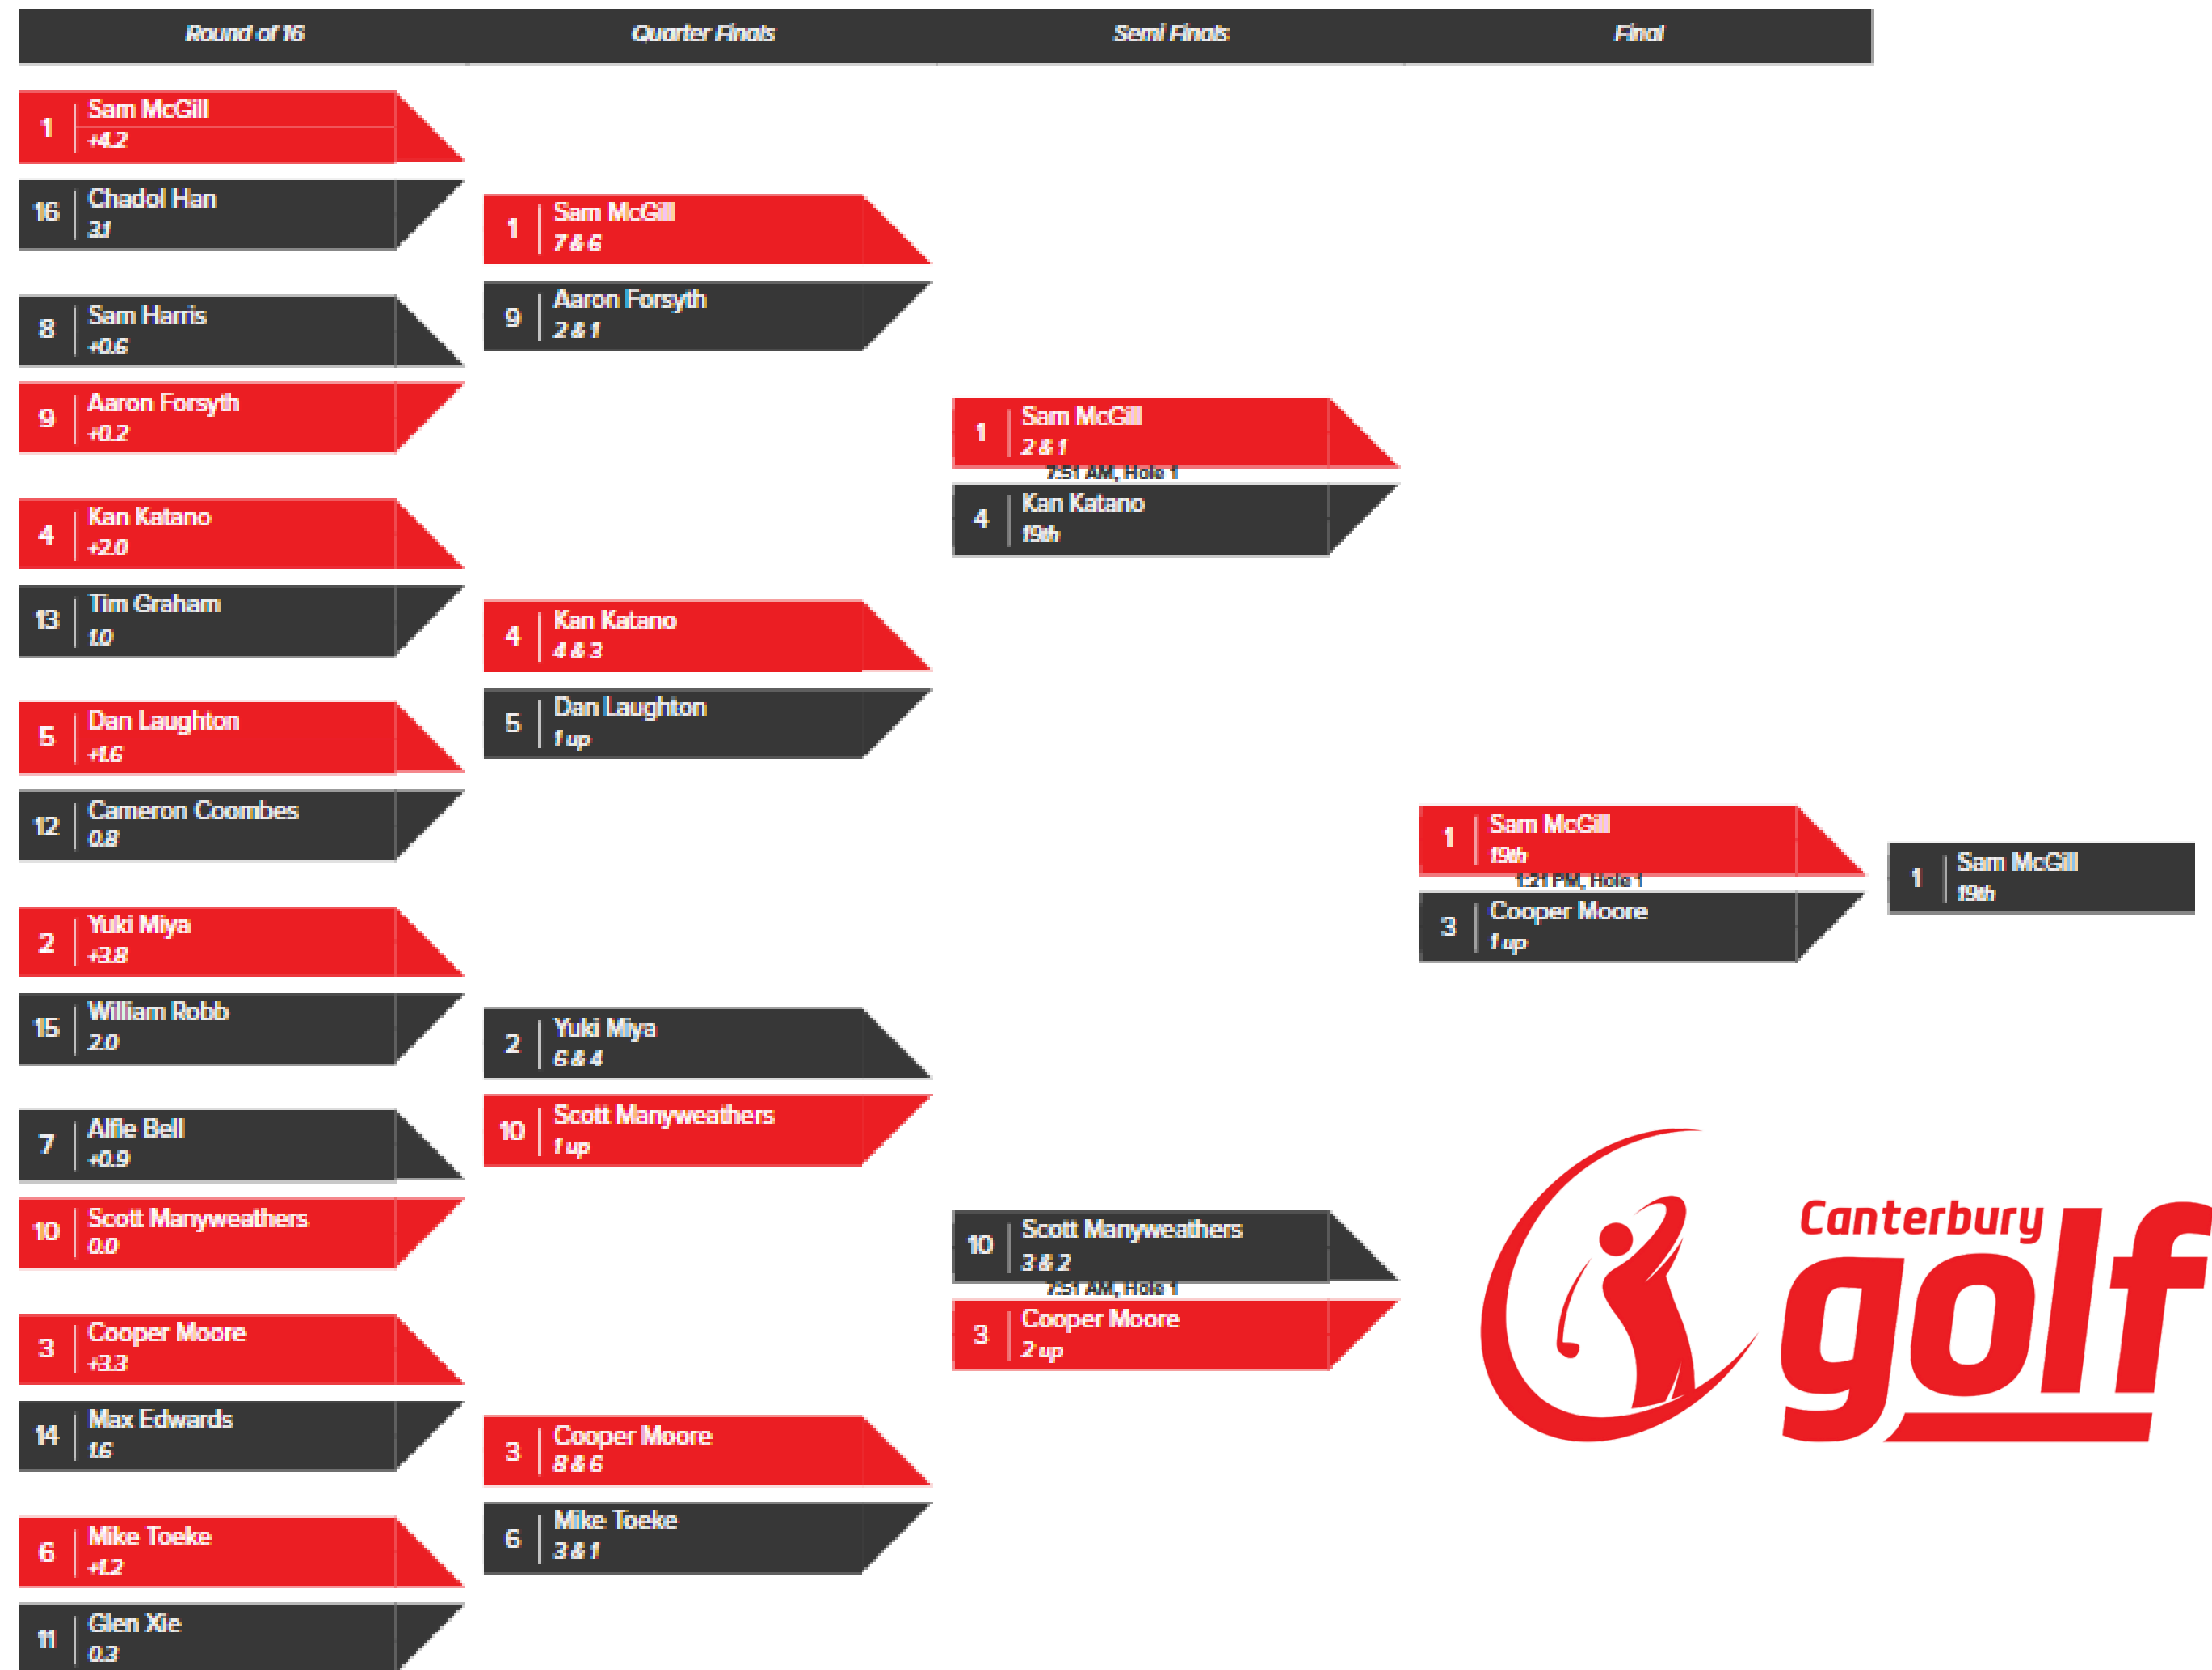 Round of 16
Quarter Finals
Semi Finals
Final
1
Sam McGill
+4.2
16
Chadol Han
3.1
8
Sam Harris
+0.6
9
Aaron Forsyth
+0.2
4
Kan Katano
+2.0
13
Tim Graham
1.0
5
Dan Laughton
+1.6
12
Cameron Coombes
0.8
2
Yuki Miya
+3.8
15
William Robb
2.0
7
Alfie Bell
+0.9
10
Scott Manyweathers
0.0
3
Cooper Moore
+3.3
14
Max Edwards
1.6
6
Mike Toeke
+1.2
11
Glen Xie
0.3
1
Sam McGill
7 & 6
9
Aaron Forsyth
2 & 1
4
Kan Katano
4 & 3
5
Dan Laughton
1 up
2
Yuki Miya
6 & 4
10
Scott Manyweathers
1 up
3
Cooper Moore
8 & 6
6
Mike Toeke
3 & 1
1
Sam McGill
2 & 1
7:51 AM, Hole 1
4
Kan Katano
19th
10
Scott Manyweathers
3 & 2
7:51 AM, Hole 1
3
Cooper Moore
2 up
1
Sam McGill
19th
1:21 PM, Hole 1
3
Cooper Moore
1 up
1
Sam McGill
19th
Canterbury
golf